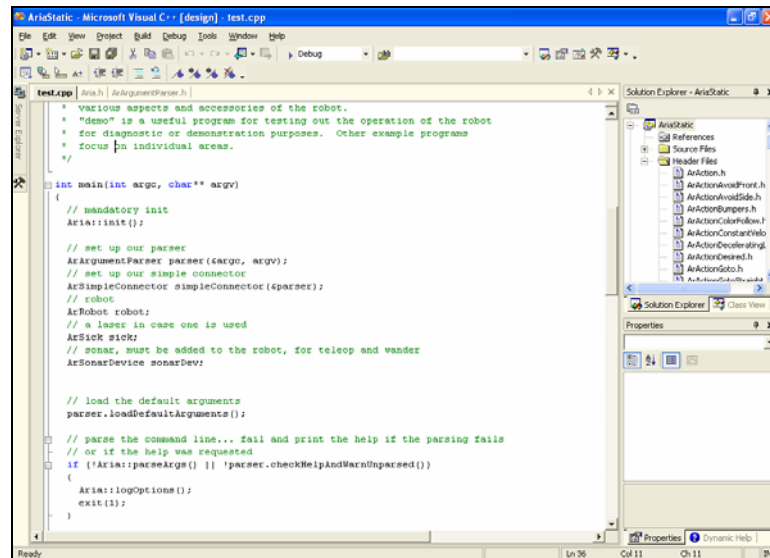 AriaStatic - Microsoft Visual C++ [design] - test.cpp
File Edit View Project Build Debug Tools Window Help
Debug
test.cpp Aria.h ArArgumentParser.h
Server Explorer
* various aspects and accessories of the robot.
* "demo" is a useful program for testing out the operation of the robot
* for diagnostic or demonstration purposes. Other example programs
* focus on individual areas.
*/
int main(int argc, char** argv)
{
// mandatory init
Aria::init();
// set up our parser
ArArgumentParser parser(&argc, argv);
// set up our simple connector
ArSimpleConnector simpleConnector(&parser);
// robot
ArRobot robot;
// a laser in case one is used
ArSick sick;
// sonar, must be added to the robot, for teleop and wander
ArSonarDevice sonarDev;
// load the default arguments
parser.loadDefaultArguments();
// parse the command line... fail and print the help if the parsing fails
// or if the help was requested
if (!Aria::parseArgs() || !parser.checkHelpAndWarnUnparsed())
{
Aria::logOptions();
exit(1);
}
Solution Explorer - AriaStatic
AriaStatic
References
Source Files
Header Files
ArAction.h
ArActionAvoidFront.h
ArActionAvoidSide.h
ArActionBumpers.h
ArActionColorFollow.h
ArActionConstantVelo
ArActionDeceleratingL
ArActionDesired.h
ArActionGoto.h
ArActionGotoStraight
Solution Explorer Class View
Properties
Properties Dynamic Help
Ready Ln 36 Col 11 Ch 11